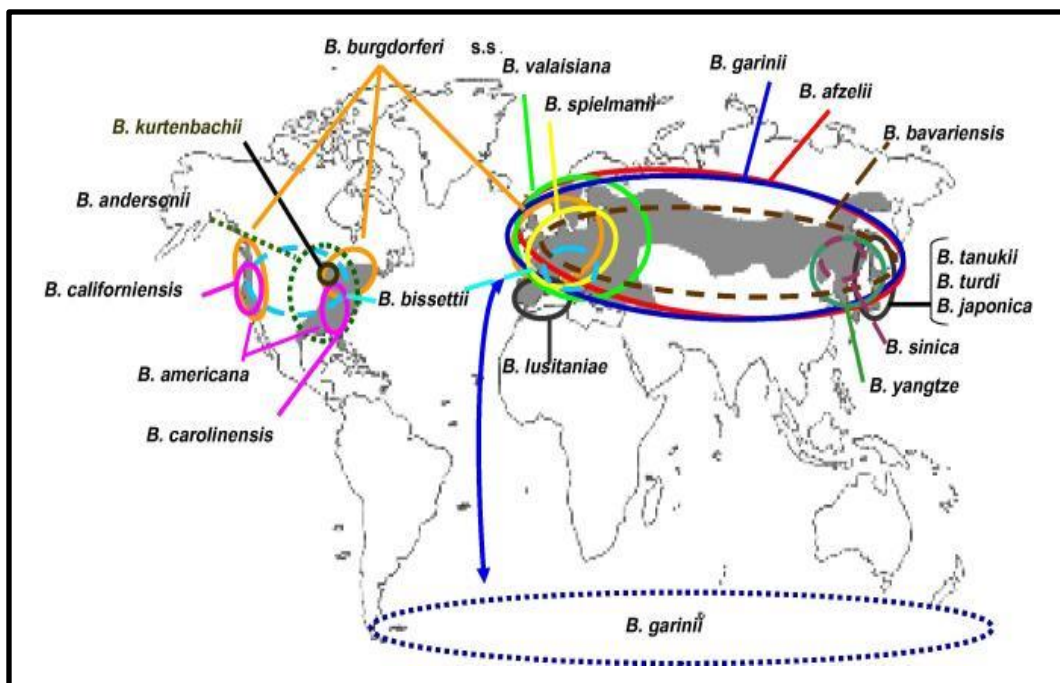 B. burgdorferi s.s.
B. valaisiana
B. garinii
B. spielmanii
B. afzelii
B. kurtenbachii
B. bavariensis
B. andersonii
B. tanukii
B. californiensis
B. bissettii
B. turdi
B. japonica
B. sinica
B. americana
B. lusitaniae
B. yangtze
B. carolinensis
B. garinii